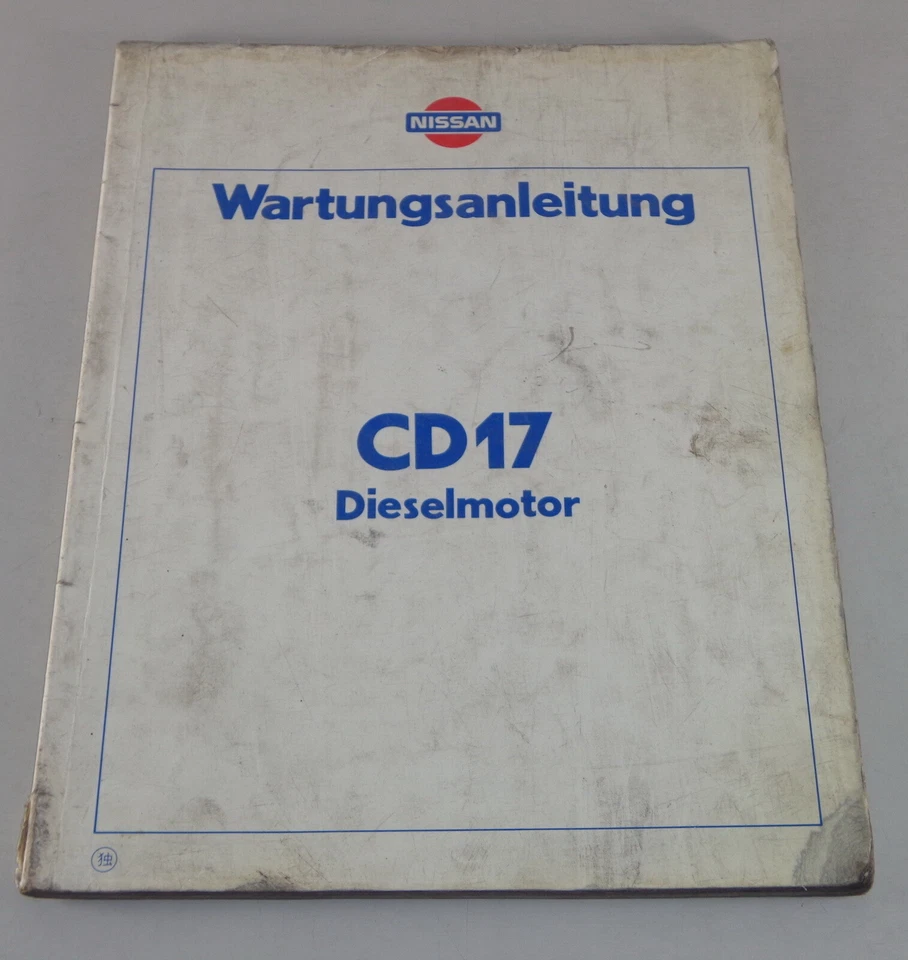 NISSAN
Wartungsanleitung
CD17
Dieselmotor
独